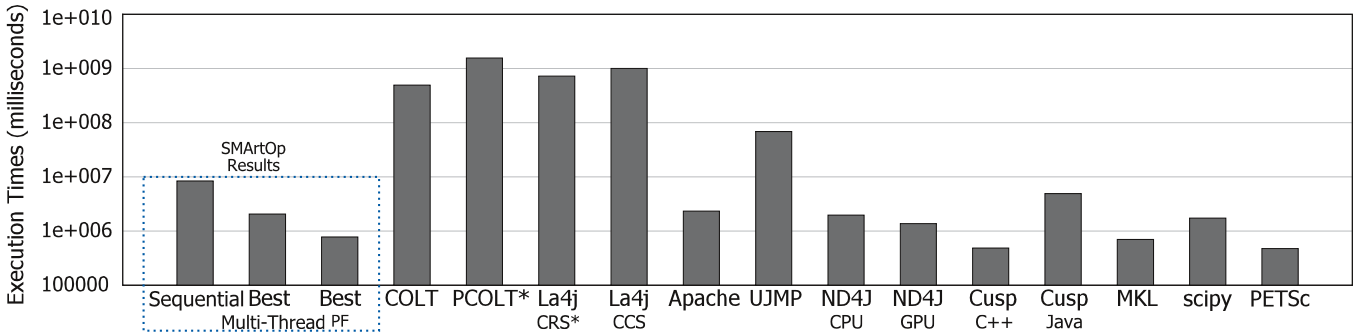 Execution Times (milliseconds)
1e+010
1e+009
1e+008
1e+007
1e+006
100000
SMArtOp
Results
Sequential Best Best COLT PCOLT* La4j La4j Apache UJMP ND4J ND4J Cusp Cusp MKL scipy PETSc
Multi-Thread PF CRS* CCS CPU GPU C++ Java